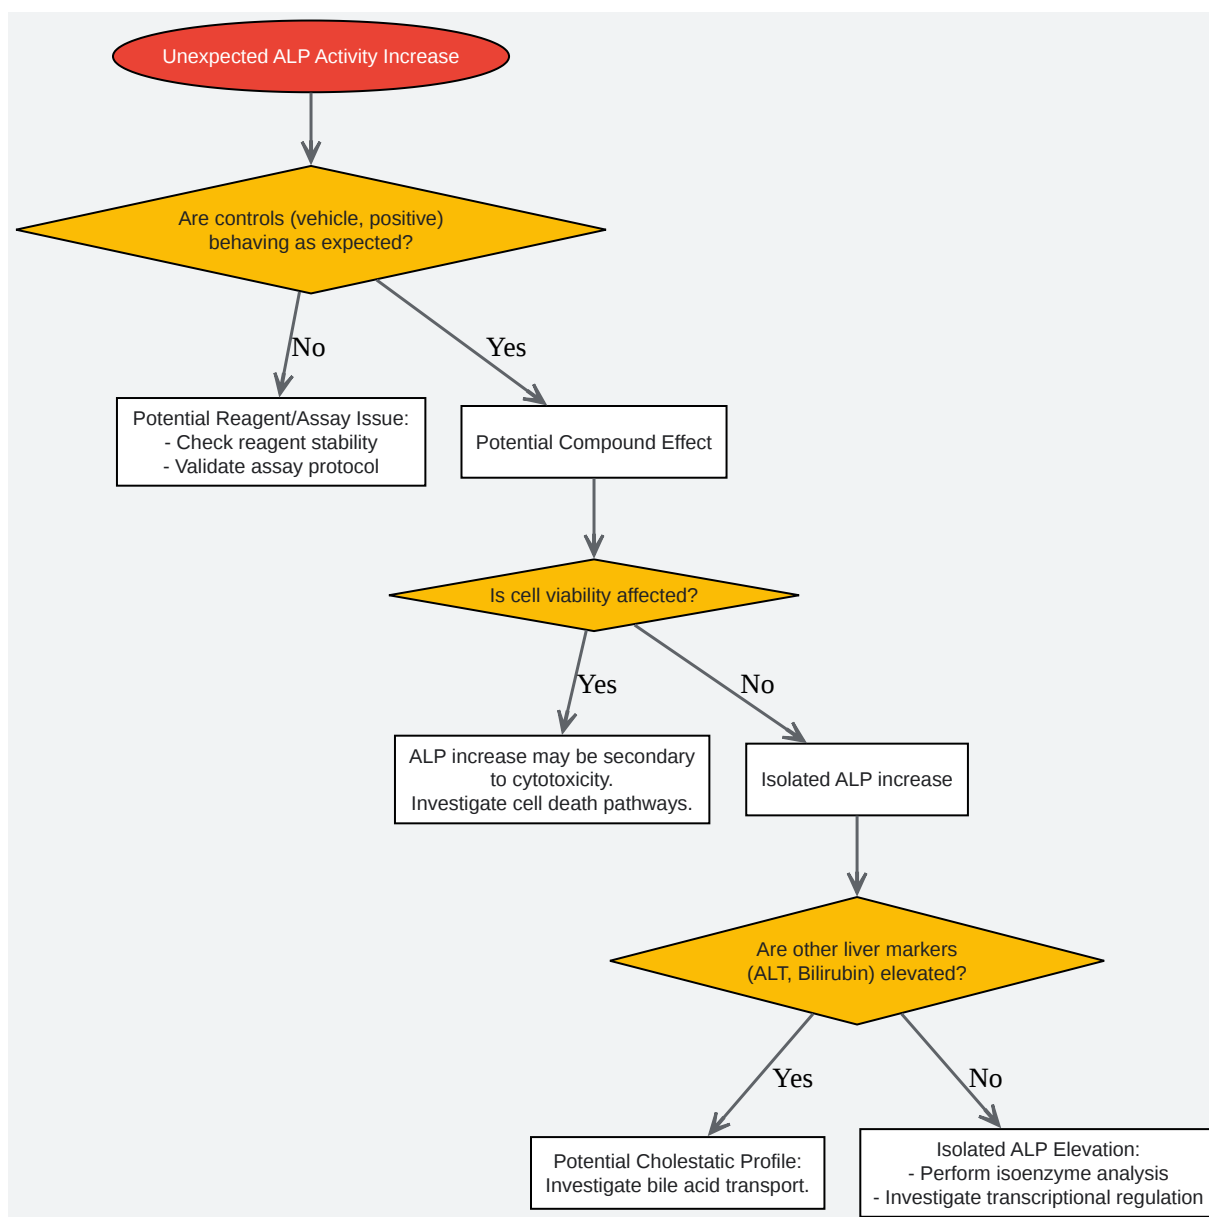 Unexpected ALP Activity Increase
Are controls (vehicle, positive)
behaving as expected?
No
Yes
Potential Reagent/Assay Issue:
- Check reagent stability
- Validate assay protocol
Potential Compound Effect
Is cell viability affected?
Yes
No
ALP increase may be secondary
to cytotoxicity.
Investigate cell death pathways.
Isolated ALP increase
Are other liver markers
(ALT, Bilirubin) elevated?
Yes
No
Potential Cholestatic Profile:
Investigate bile acid transport.
Isolated ALP Elevation:
- Perform isoenzyme analysis
- Investigate transcriptional regulation